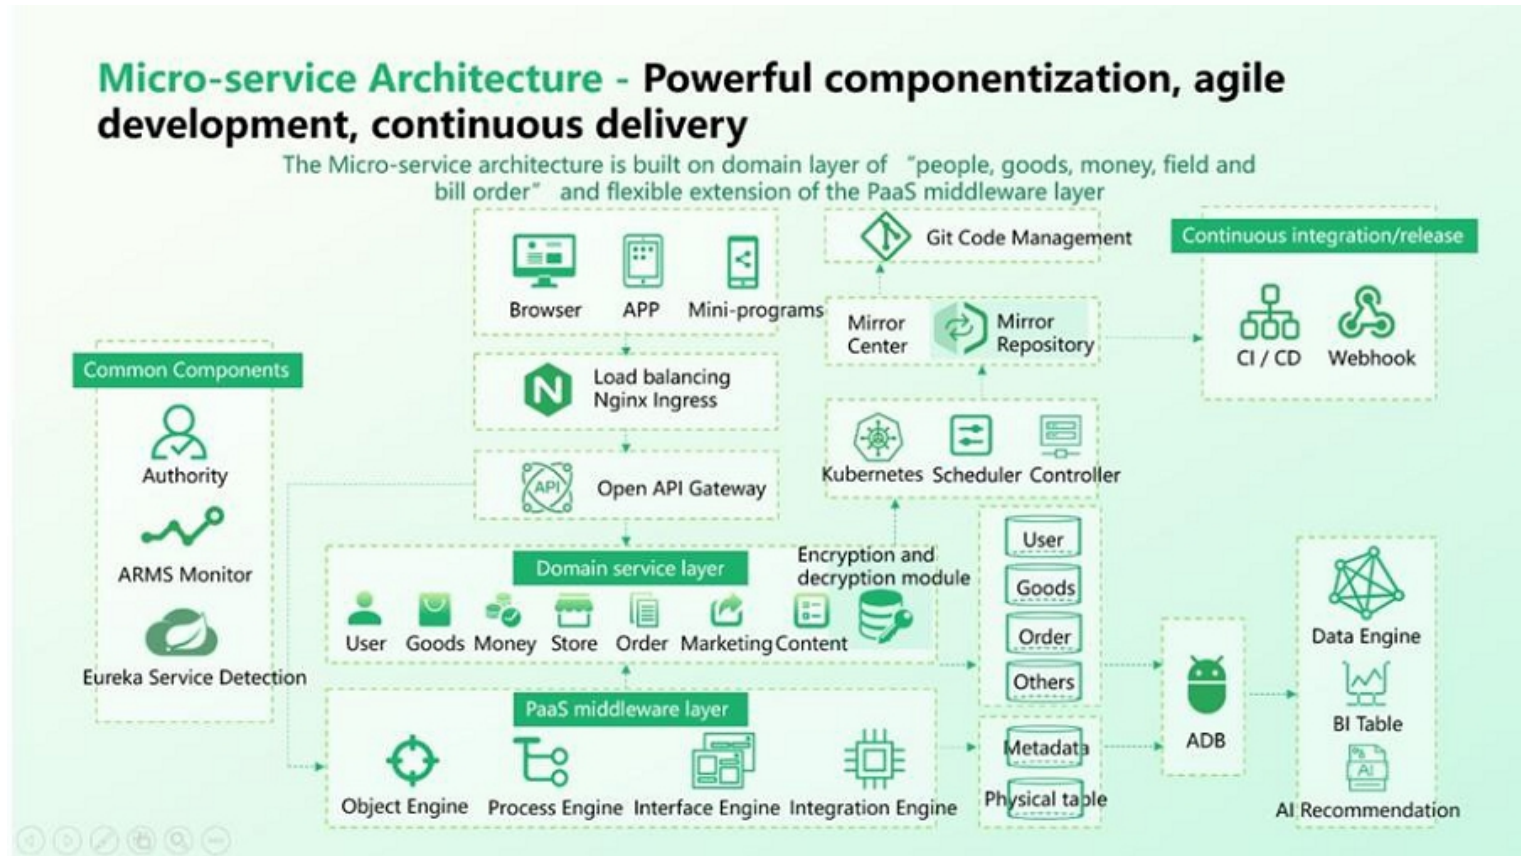 Micro-service Architecture - Powerful componentization, agile
development, continuous delivery
The Micro-service architecture is built on domain layer of “people, goods, money, field and
bill order” and flexible extension of the PaaS middleware layer
Browser
APP
Mini-programs
Load balancing
Nginx Ingress
API
Open API Gateway
Git Code Management
Mirror
Center
Mirror
Repository
Continuous integration/release
CI / CD
Webhook
Kubernetes
Scheduler
Controller
Common Components
Authority
ARMS Monitor
Eureka Service Detection
Domain service layer
Encryption and
decryption module
User
Goods
Money
Store
Order
Marketing
Content
PaaS middleware layer
Object Engine
Process Engine
Interface Engine
Integration Engine
User
Goods
Order
Others
Metadata
Physical table
ADB
Data Engine
BI Table
AI
AI Recommendation